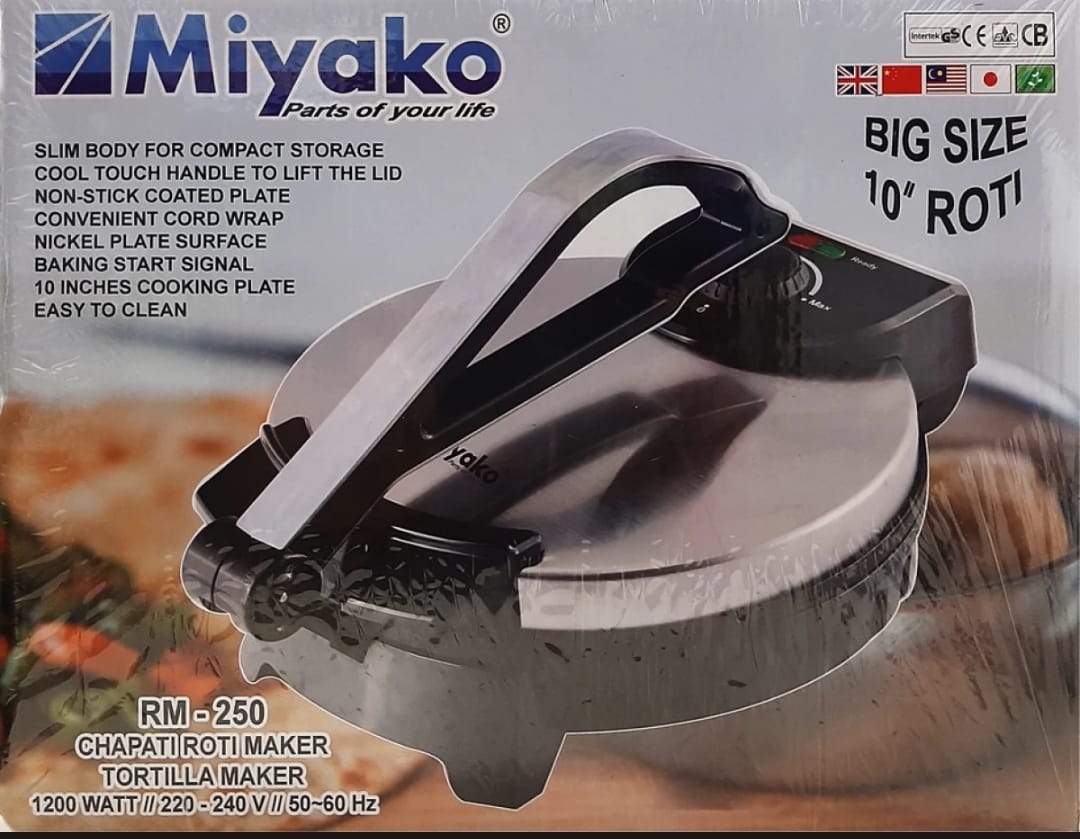 Miyako®
Parts of your life
Intertek GS CE CB
BIG SIZE
10" ROTI
SLIM BODY FOR COMPACT STORAGE
COOL TOUCH HANDLE TO LIFT THE LID
NON-STICK COATED PLATE
CONVENIENT CORD WRAP
NICKEL PLATE SURFACE
BAKING START SIGNAL
10 INCHES COOKING PLATE
EASY TO CLEAN
Ready
Max
yako
RM - 250
CHAPATI ROTI MAKER
TORTILLA MAKER
1200 WATT // 220 - 240 V // 50~60 Hz